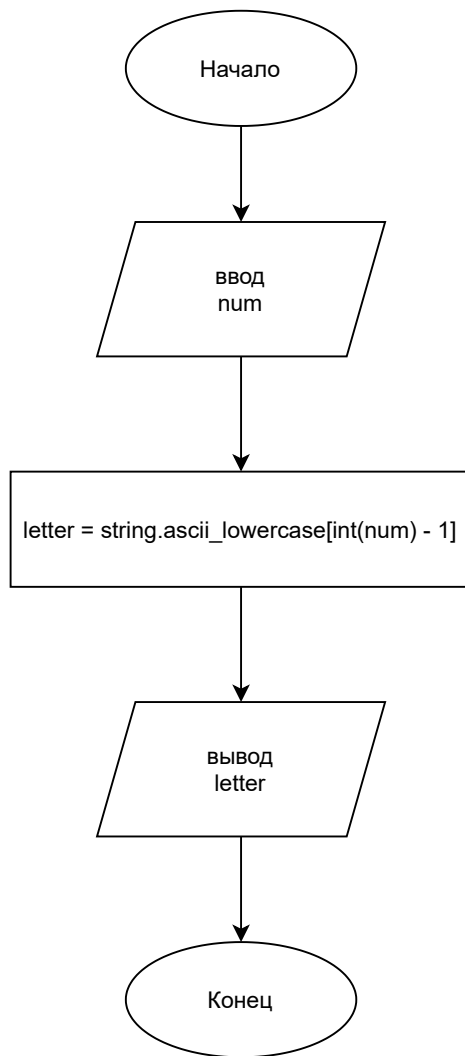 Начало
ввод
num
letter = string.ascii_lowercase[int(num) - 1]
вывод
letter
Конец